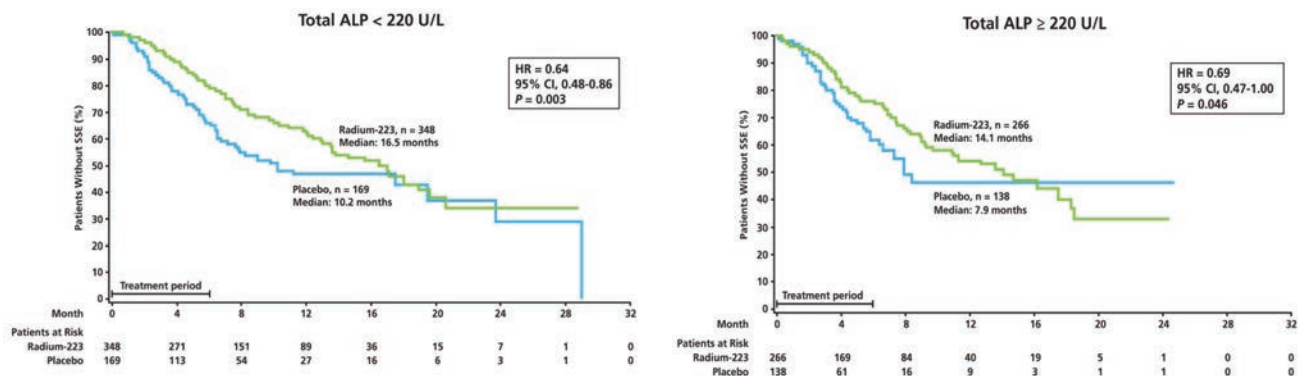 Total ALP < 220 U/L
100
90
80
70
60
50
40
30
20
10
0
Patients Without SSE (%)
HR = 0.64
95% CI, 0.48-0.86
P = 0.003
Radium-223, n = 348
Median: 16.5 months
Placebo, n = 169
Median: 10.2 months
Treatment period
Month 0 4 8 12 16 20 24 28 32
Patients at Risk
Radium-223 348 271 151 89 36 15 7 1 0
Placebo 169 113 54 27 16 6 3 1 0
Total ALP ≥ 220 U/L
100
90
80
70
60
50
40
30
20
10
0
Patients Without SSE (%)
HR = 0.69
95% CI, 0.47-1.00
P = 0.046
Radium-223, n = 266
Median: 14.1 months
Placebo, n = 138
Median: 7.9 months
Treatment period
Month 0 4 8 12 16 20 24 28 32
Patients at Risk
Radium-223 266 169 84 40 19 5 1 0 0
Placebo 138 61 16 9 3 1 1 0 0